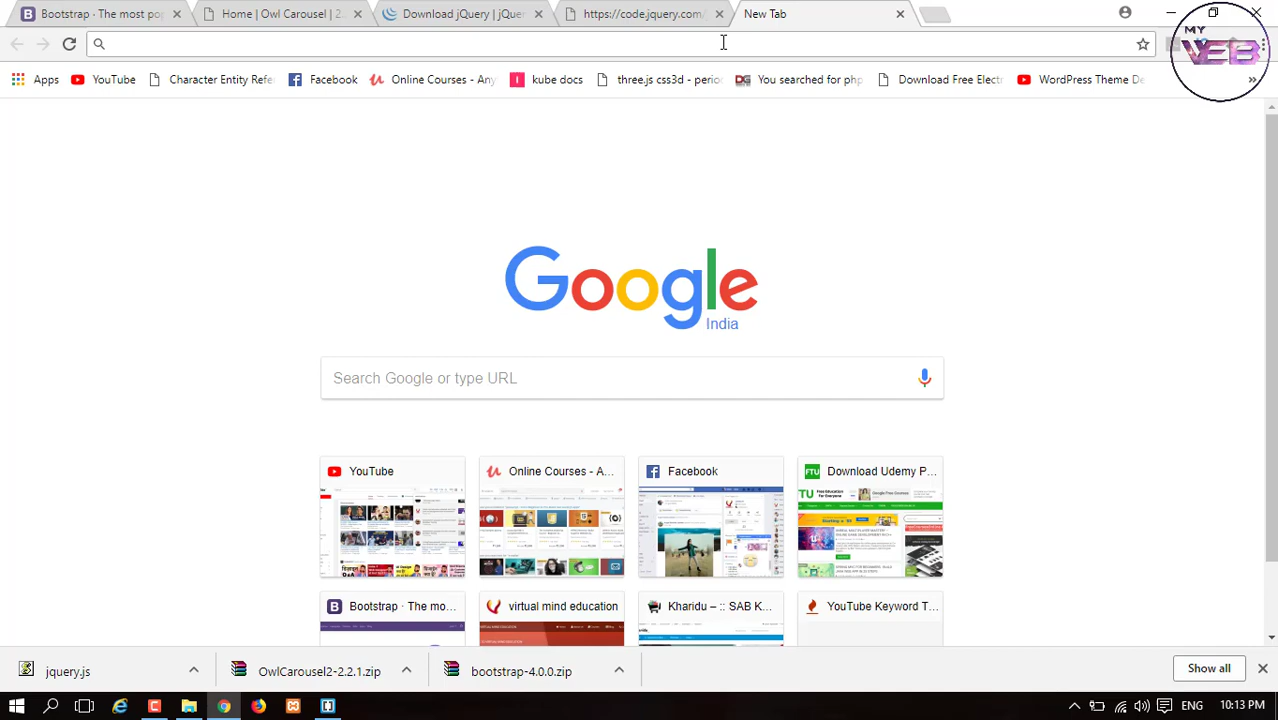 Bootstrap · The most pop
Home | Owl Carousel | 2.
Download jQuery | jQuer
https://code.jquery.com/
New Tab
MY WEB
Apps
YouTube
Character Entity Refe
Facebook
Online Courses - Any
kube docs
three.js css3d - perio
You searched for php
Download Free Electr
WordPress Theme De
Google
India
Search Google or type URL
YouTube
Online Courses - A...
Facebook
Download Udemy P...
Bootstrap · The mo...
virtual mind education
Kharidu – :: SAB K...
YouTube Keyword T...
jquery.js
OwlCarousel2-2.2.1.zip
bootstrap-4.0.0.zip
Show all
ENG
10:13 PM